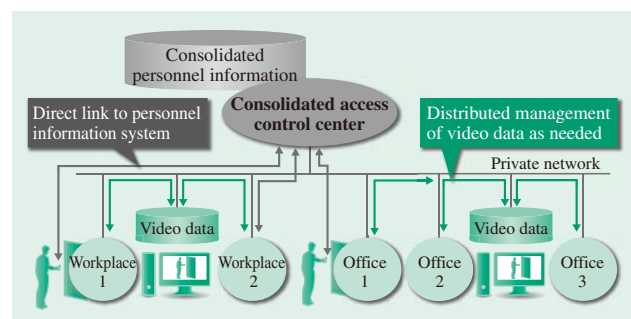 Consolidated
personnel information
Consolidated access
control center
Direct link to personnel
information system
Distributed management
of video data as needed
Private network
Video data
Video data
Workplace
1
Workplace
2
Office
1
Office
2
Office
3